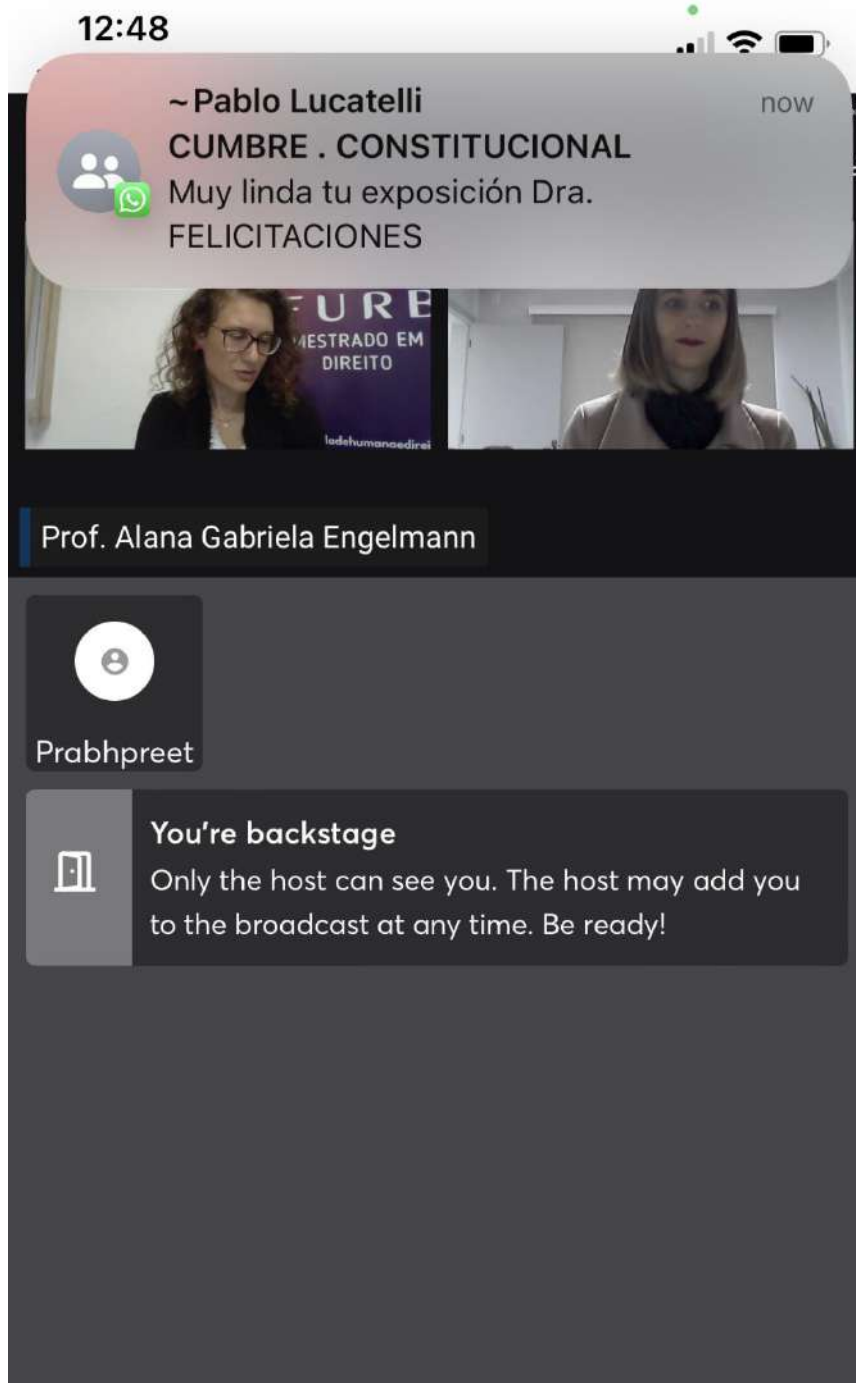 12:48
~Pablo Lucatelli
now
CUMBRE . CONSTITUCIONAL
Muy linda tu exposición Dra.
FELICITACIONES
FURB
MESTRADO EM
DIREITO
Prof. Alana Gabriela Engelmann
Prabhpreet
You're backstage
Only the host can see you. The host may add you
to the broadcast at any time. Be ready!